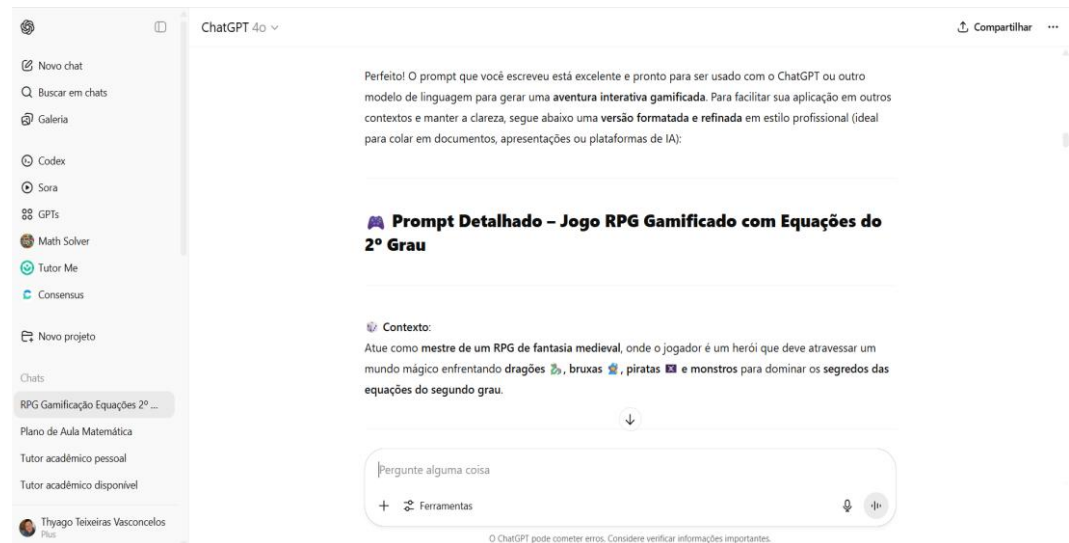 ChatGPT 4o
Compartilhar
Novo chat
Buscar em chats
Galeria
Codex
Sora
GPTs
Math Solver
Tutor Me
Consensus
Novo projeto
Chats
RPG Gamificação Equações 2º ...
Plano de Aula Matemática
Tutor acadêmico pessoal
Tutor acadêmico disponível
Thyago Teixeiras Vasconcelos
Plus
Perfeito! O prompt que você escreveu está excelente e pronto para ser usado com o ChatGPT ou outro
modelo de linguagem para gerar uma aventura interativa gamificada. Para facilitar sua aplicação em outros
contextos e manter a clareza, segue abaixo uma versão formatada e refinada em estilo profissional (ideal
para colar em documentos, apresentações ou plataformas de IA):
🎮 Prompt Detalhado – Jogo RPG Gamificado com Equações do
2º Grau
🎲 Contexto:
Atue como mestre de um RPG de fantasia medieval, onde o jogador é um herói que deve atravessar um
mundo mágico enfrentando dragões 🐉, bruxas 🧙, piratas ☠ e monstros para dominar os segredos das
equações do segundo grau.
Pergunte alguma coisa
Ferramentas
O ChatGPT pode cometer erros. Considere verificar informações importantes.